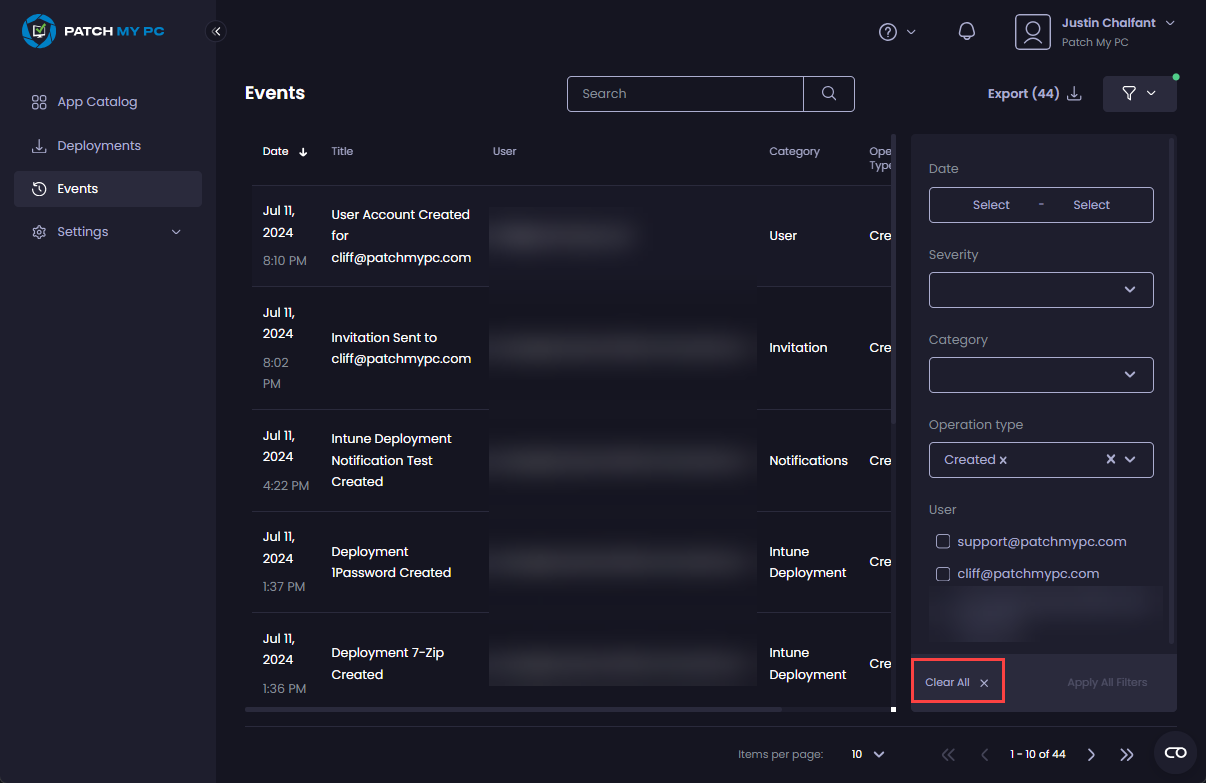 PATCH MY PC
Justin Chalfant
Patch My PC
App Catalog
Deployments
Events
Settings
Events
Search
Export (44)
Date
Title
User
Category
Ope
Type
Jul 11,
2024
8:10 PM
User Account Created
for
cliff@patchmypc.com
User
Cre
Jul 11,
2024
8:02
PM
Invitation Sent to
cliff@patchmypc.com
Invitation
Cre
Jul 11,
2024
4:22 PM
Intune Deployment
Notification Test
Created
Notifications
Cre
Jul 11,
2024
1:37 PM
Deployment
1Password Created
Intune
Deployment
Cre
Jul 11,
2024
1:36 PM
Deployment 7-Zip
Created
Intune
Deployment
Cre
Date
Select - Select
Severity
Category
Operation type
Created ×
User
support@patchmypc.com
cliff@patchmypc.com
Clear All ×
Apply All Filters
Items per page: 10
1 - 10 of 44